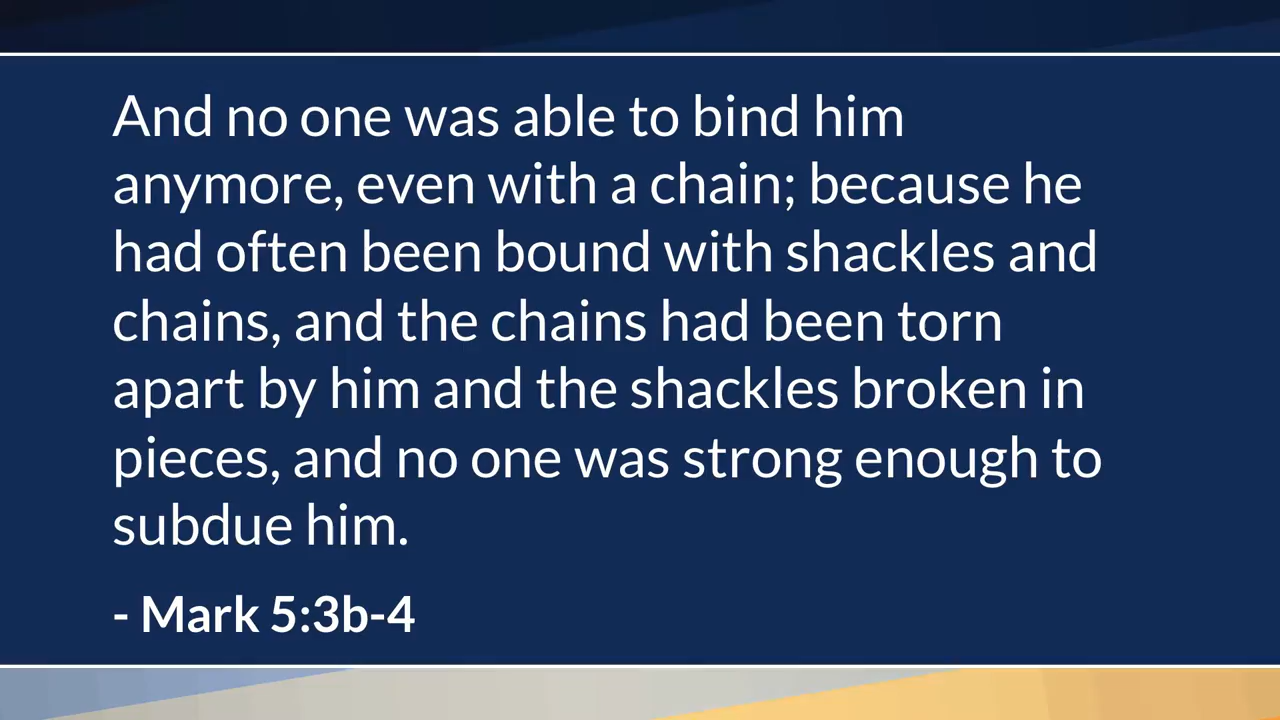 And no one was able to bind him
anymore, even with a chain; because he
had often been bound with shackles and
chains, and the chains had been torn
apart by him and the shackles broken in
pieces, and no one was strong enough to
subdue him.
- Mark 5:3b-4